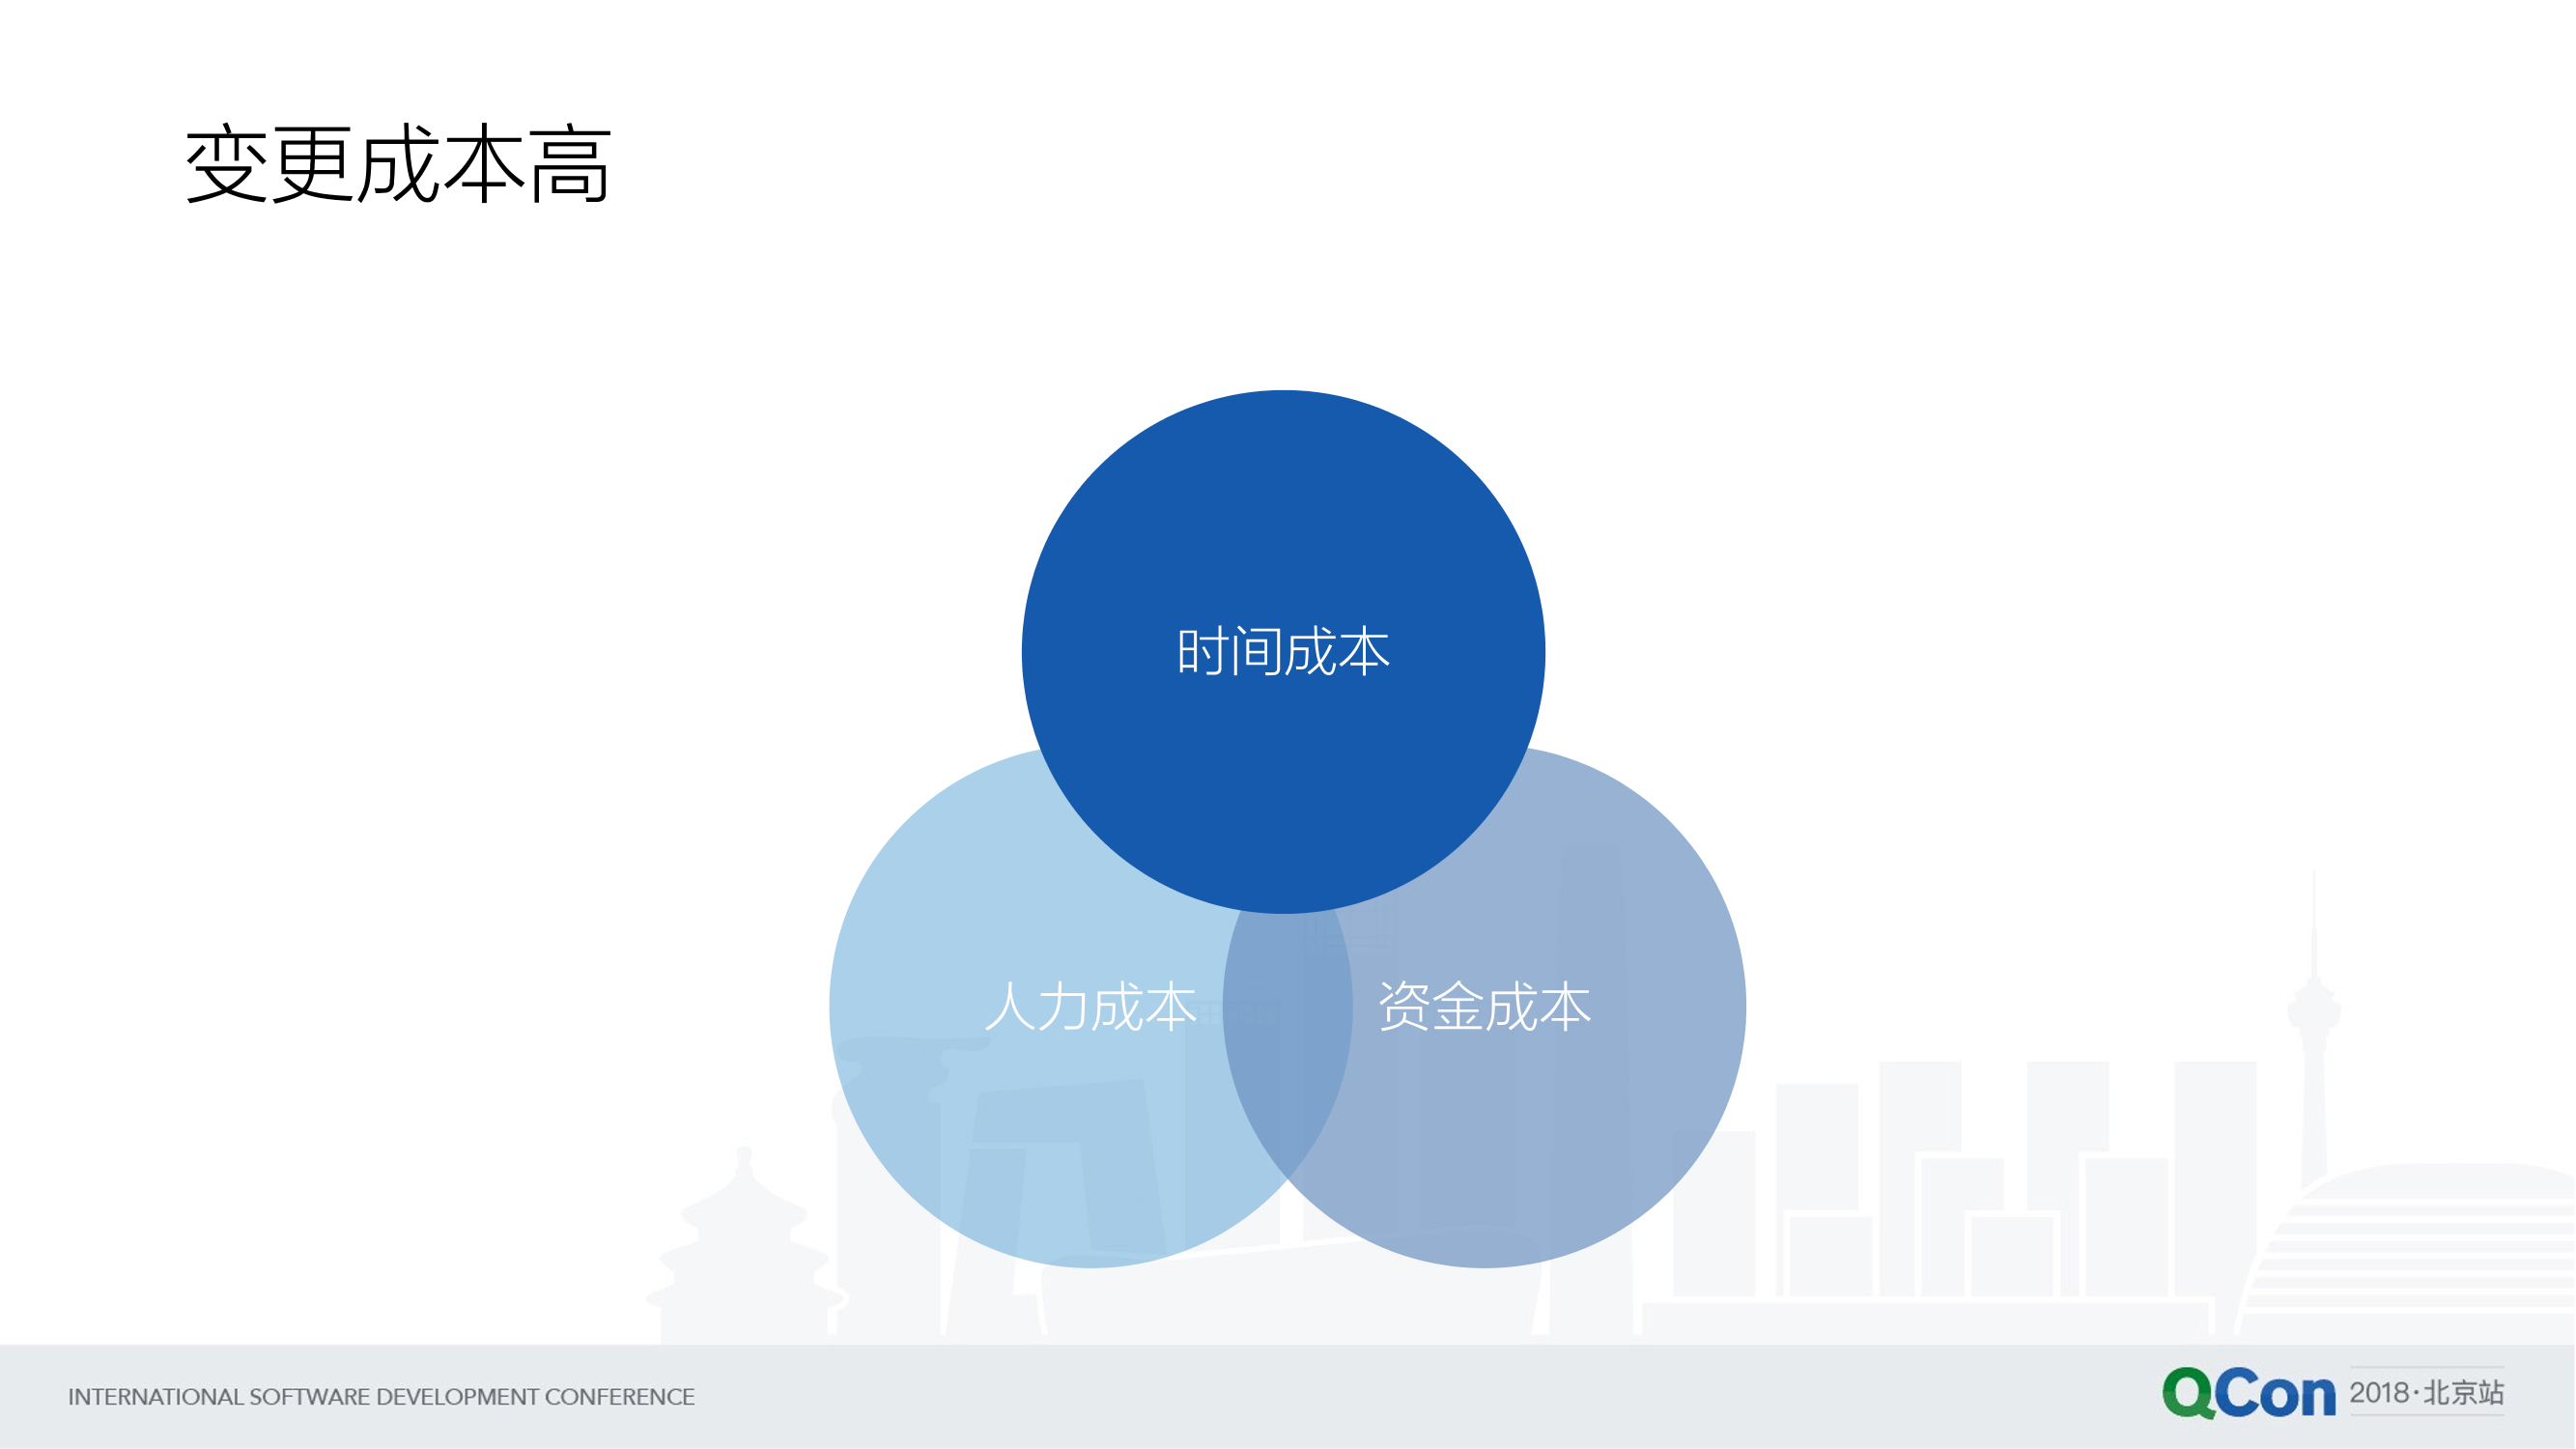 变更成本高
时间成本
人力成本
资金成本
INTERNATIONAL SOFTWARE DEVELOPMENT CONFERENCE
QCon 2018·北京站